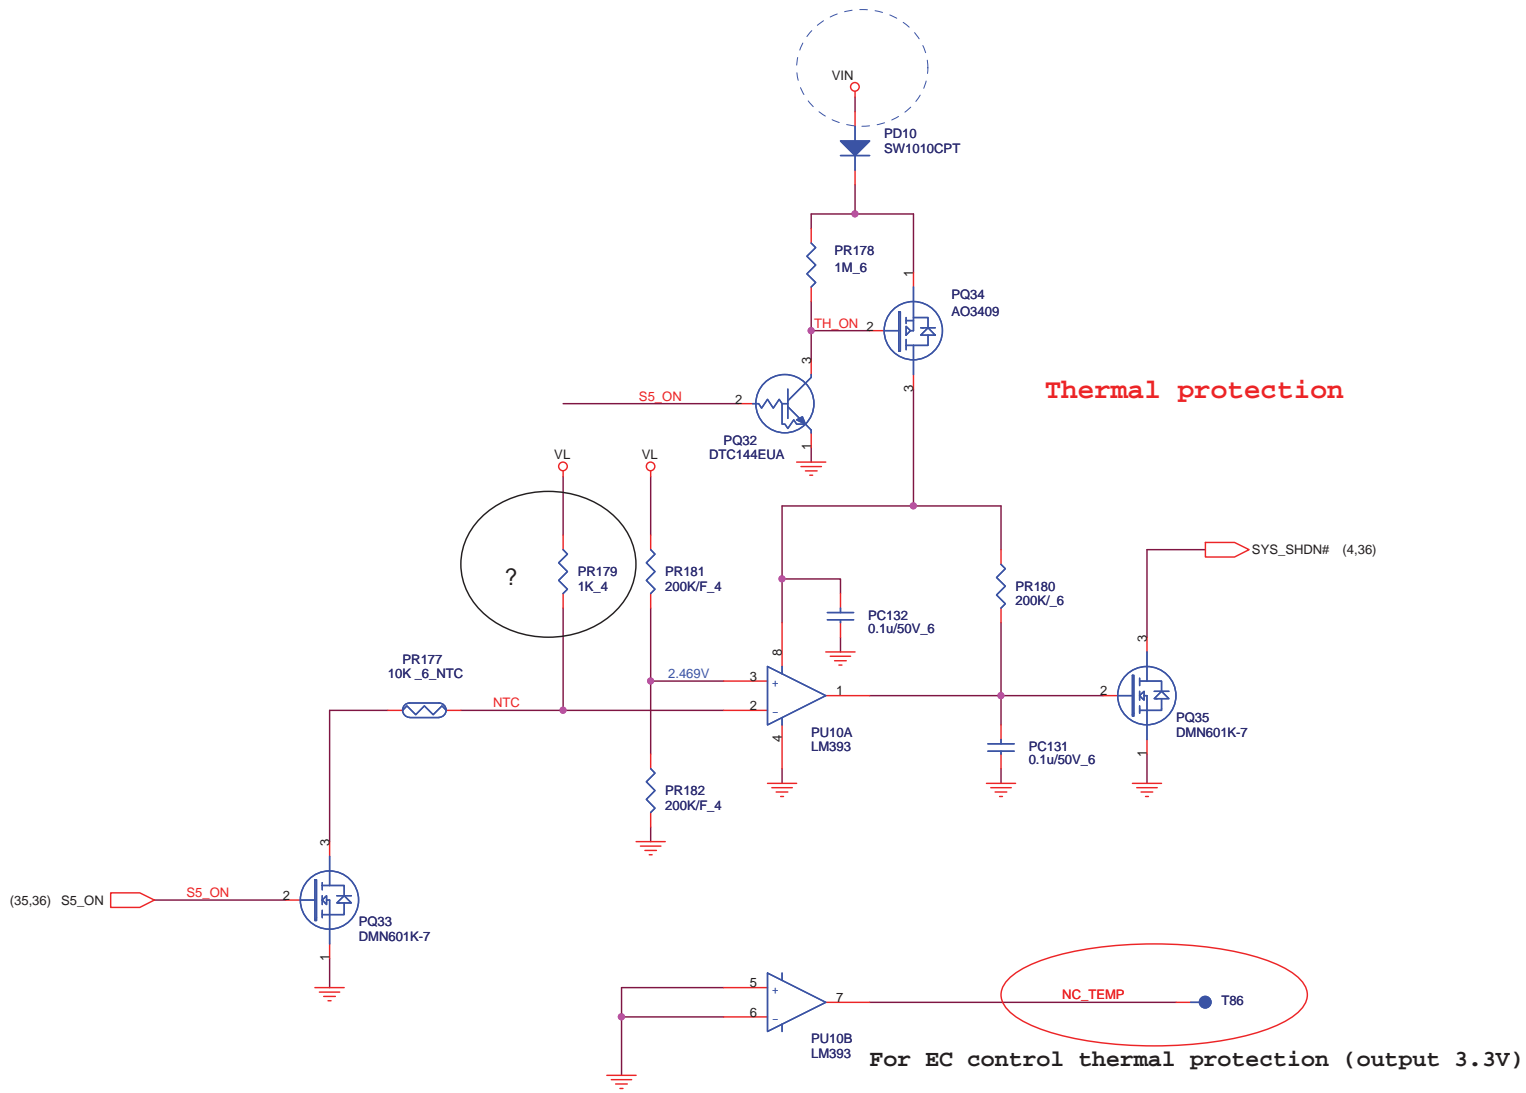 VIN
PD10
SW1010CPT
PR178
1M_6
1
PQ34
AO3409
TH_ON
2
3
3
Thermal protection
S5_ON
2
PQ32
DTC144EUA
1
VL
VL
?
PR179
1K_4
PR181
200K/F_4
SYS_SHDN# (4,36)
PR180
200K/_6
PC132
0.1u/50V_6
8
3
PR177
10K_6_NTC
NTC
2.469V
3
+
2
−
1
4
PU10A
LM393
2
PQ35
DMN601K-7
1
PC131
0.1u/50V_6
PR182
200K/F_4
3
(35,36) S5_ON
S5_ON
2
PQ33
DMN601K-7
1
5
+
6
−
7
NC_TEMP
T86
PU10B
LM393
For EC control thermal protection (output 3.3V)